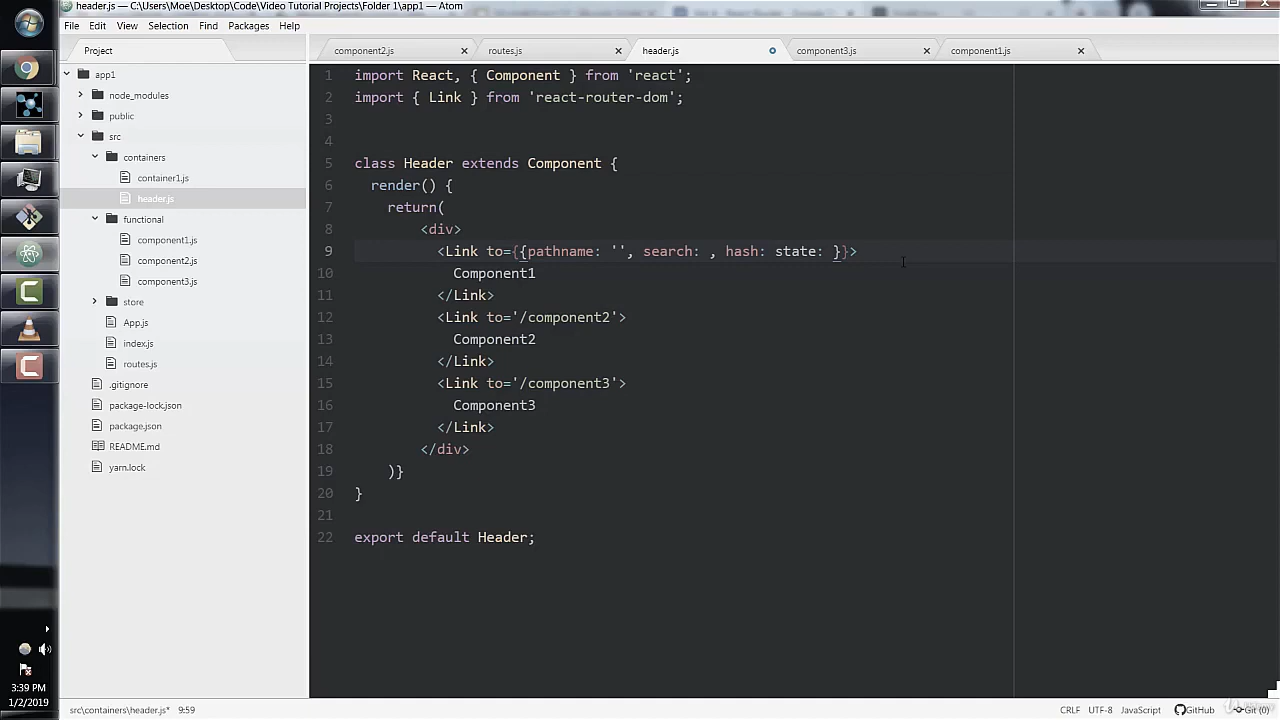 header.js — C:\Users\Moe\Desktop\Code\Video Tutorial Projects\Folder 1\app1 — Atom
File Edit View Selection Find Packages Help
Project
component2.js routes.js header.js component3.js component1.js
app1
node_modules
public
src
containers
container1.js
header.js
functional
component1.js
component2.js
component3.js
store
App.js
index.js
routes.js
.gitignore
package-lock.json
package.json
README.md
yarn.lock
1 import React, { Component } from 'react';
2 import { Link } from 'react-router-dom';
3
4
5 class Header extends Component {
6 render() {
7 return(
8 <div>
9 <Link to={{pathname: '', search: , hash: state: }}>
10 Component1
11 </Link>
12 <Link to='/component2'>
13 Component2
14 </Link>
15 <Link to='/component3'>
16 Component3
17 </Link>
18 </div>
19 )}
20 }
21
22 export default Header;
3:39 PM
1/2/2019
src\containers\header.js* 9:59
CRLF UTF-8 JavaScript GitHub Git (0)